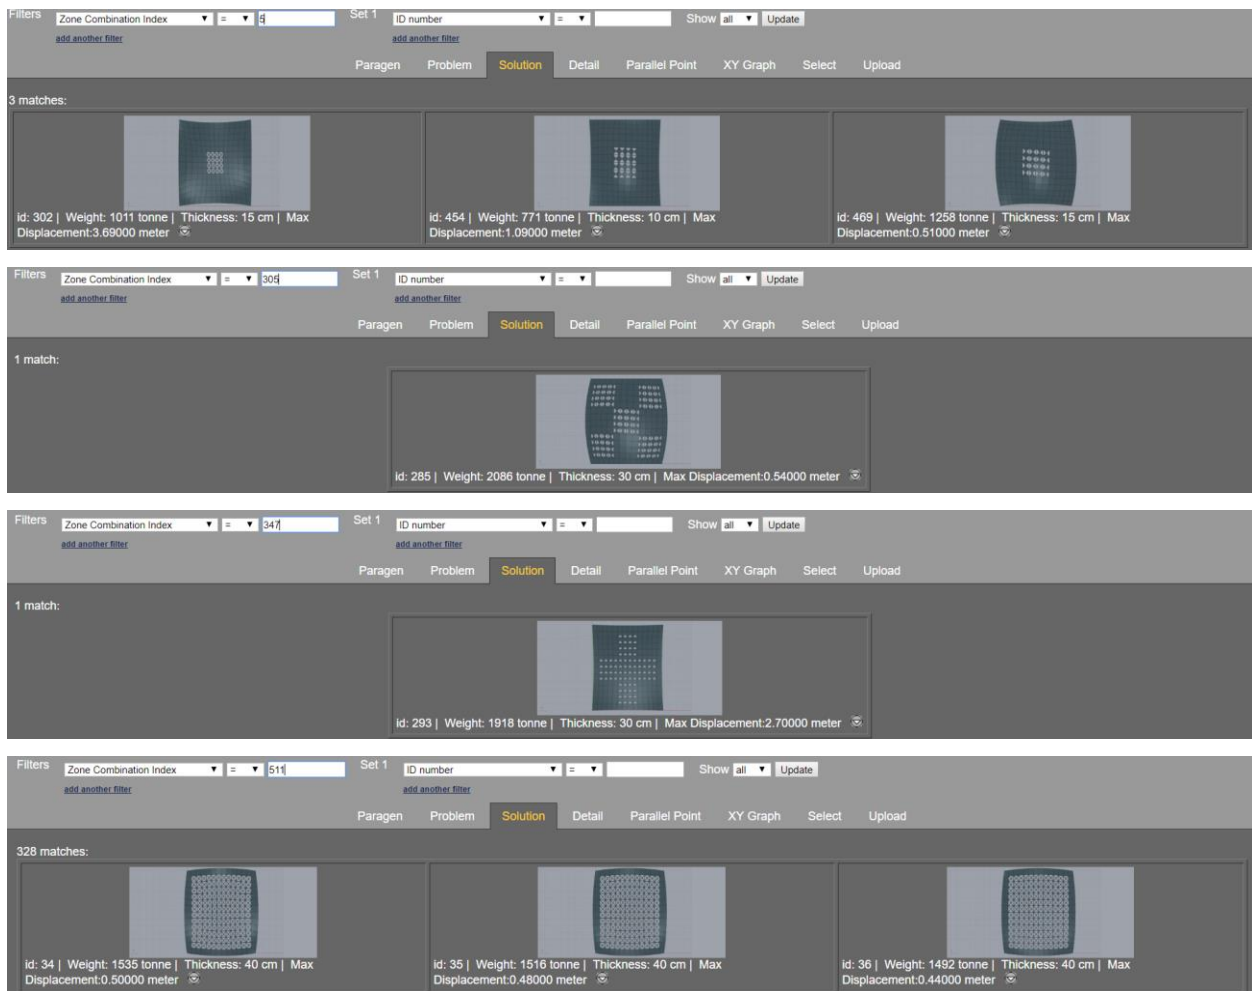 Filters Zone Combination Index = 5 Set 1 ID number = Show all Update
add another filter add another filter
Paragen Problem Solution Detail Parallel Point XY Graph Select Upload
3 matches:
id: 302 | Weight: 1011 tonne | Thickness: 15 cm | Max
Displacement:3.69000 meter
id: 454 | Weight: 771 tonne | Thickness: 10 cm | Max
Displacement:1.09000 meter
id: 469 | Weight: 1258 tonne | Thickness: 15 cm | Max
Displacement:0.51000 meter
Filters Zone Combination Index = 305 Set 1 ID number = Show all Update
add another filter add another filter
Paragen Problem Solution Detail Parallel Point XY Graph Select Upload
1 match:
id: 285 | Weight: 2086 tonne | Thickness: 30 cm | Max Displacement:0.54000 meter
Filters Zone Combination Index = 347 Set 1 ID number = Show all Update
add another filter add another filter
Paragen Problem Solution Detail Parallel Point XY Graph Select Upload
1 match:
id: 293 | Weight: 1918 tonne | Thickness: 30 cm | Max Displacement:2.70000 meter
Filters Zone Combination Index = 511 Set 1 ID number = Show all Update
add another filter add another filter
Paragen Problem Solution Detail Parallel Point XY Graph Select Upload
328 matches:
id: 34 | Weight: 1535 tonne | Thickness: 40 cm | Max
Displacement:0.50000 meter
id: 35 | Weight: 1516 tonne | Thickness: 40 cm | Max
Displacement:0.48000 meter
id: 36 | Weight: 1492 tonne | Thickness: 40 cm | Max
Displacement:0.44000 meter